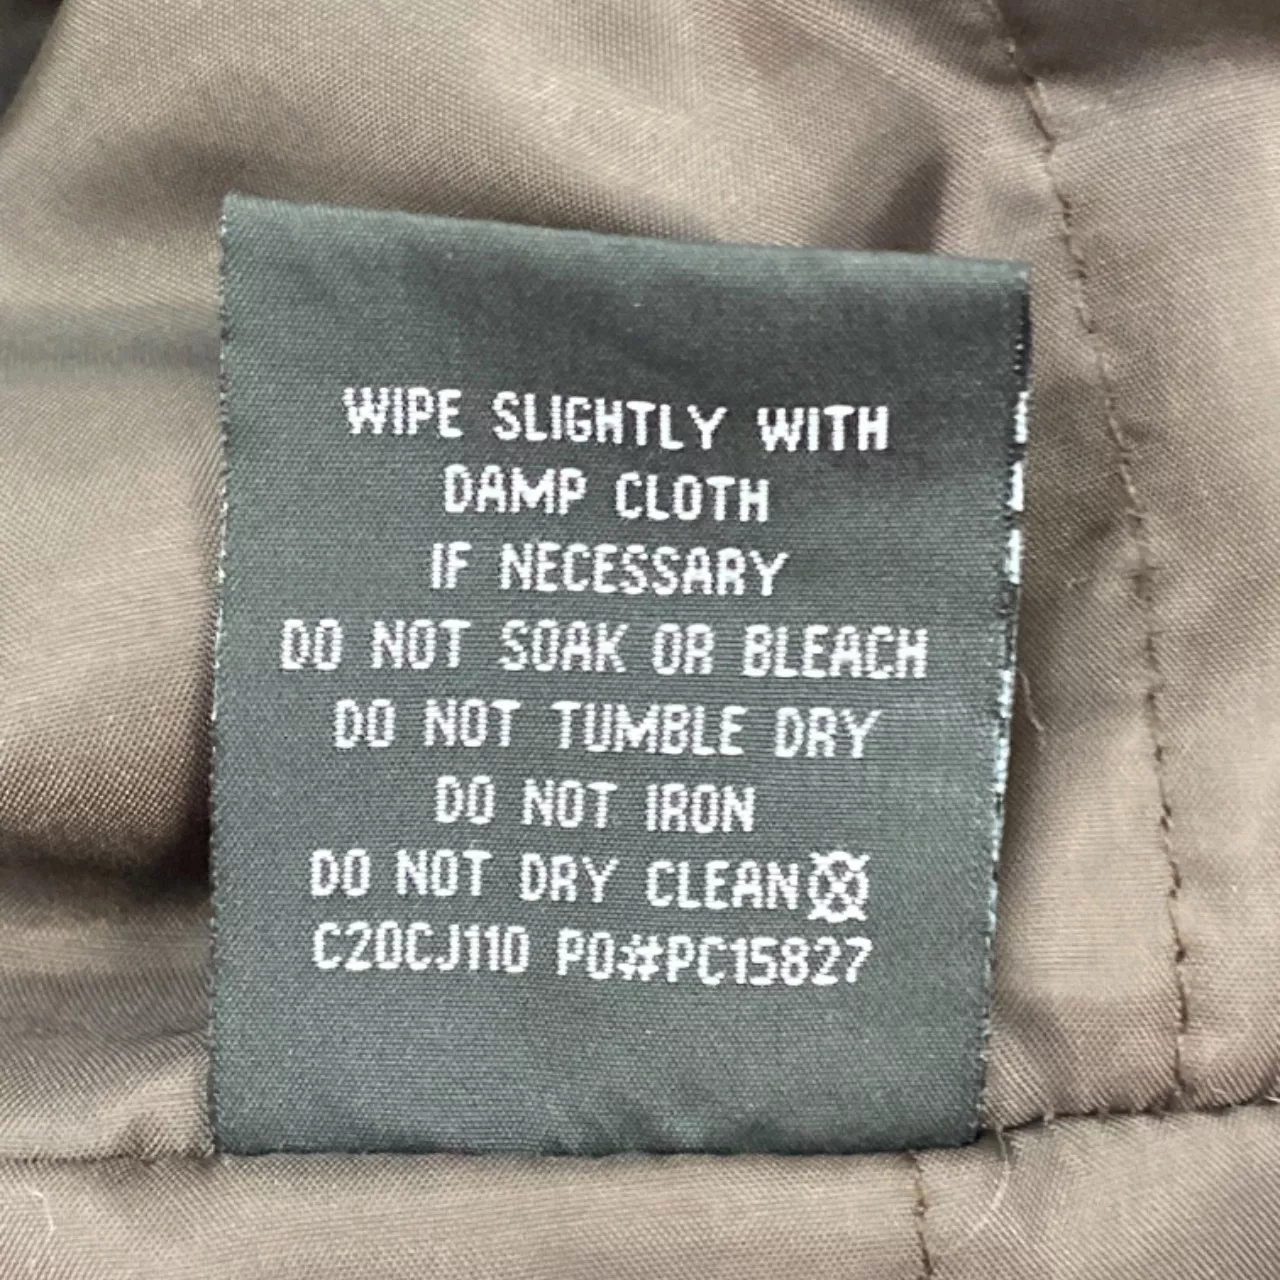 WIPE SLIGHTLY WITH
DAMP CLOTH
IF NECESSARY
DO NOT SOAK OR BLEACH
DO NOT TUMBLE DRY
DO NOT IRON
DO NOT DRY CLEAN
C20CJ110 PO#PC15827